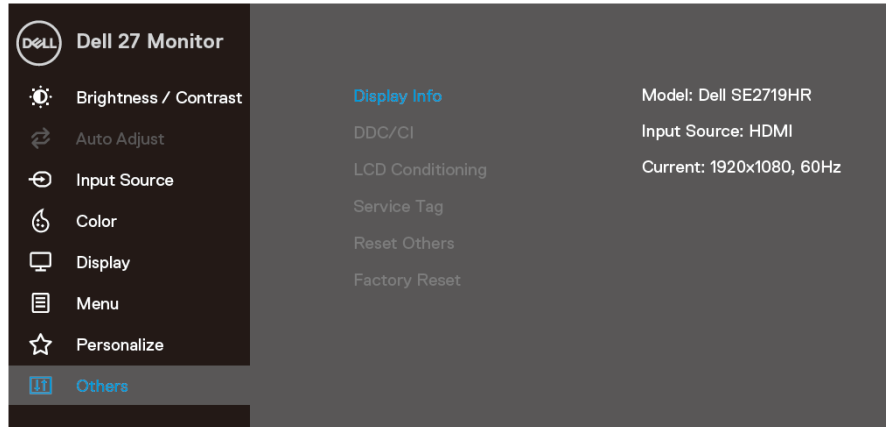 DELL Dell 27 Monitor
Brightness / Contrast
Auto Adjust
Input Source
Color
Display
Menu
Personalize
Others
Display Info
DDC/CI
LCD Conditioning
Service Tag
Reset Others
Factory Reset
Model: Dell SE2719HR
Input Source: HDMI
Current: 1920x1080, 60Hz